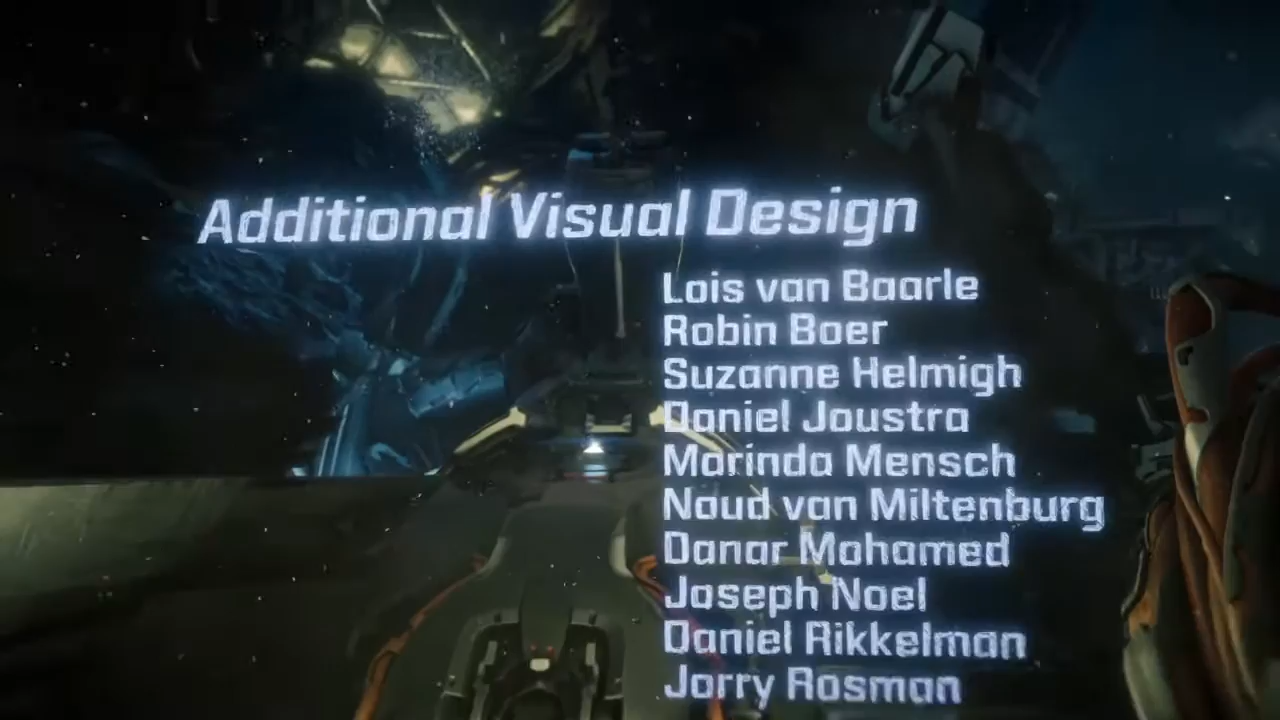 Additional Visual Design
Lois van Baarle
Robin Boer
Suzanne Helmigh
Daniel Joustra
Marinda Mensch
Naud van Miltenburg
Danar Mohamed
Joseph Noel
Daniel Rikkelman
Jarry Rosman